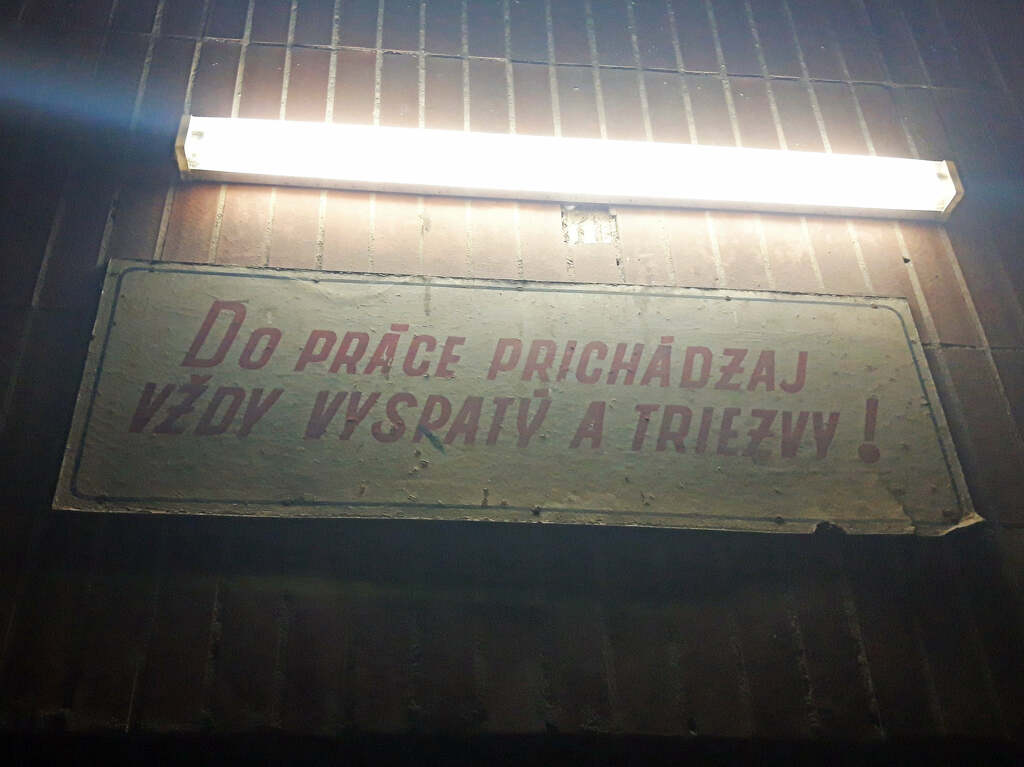 DO PRÁCE PRICHÁDZAJ
VŽDY VYSPATÝ A TRIEZVY !